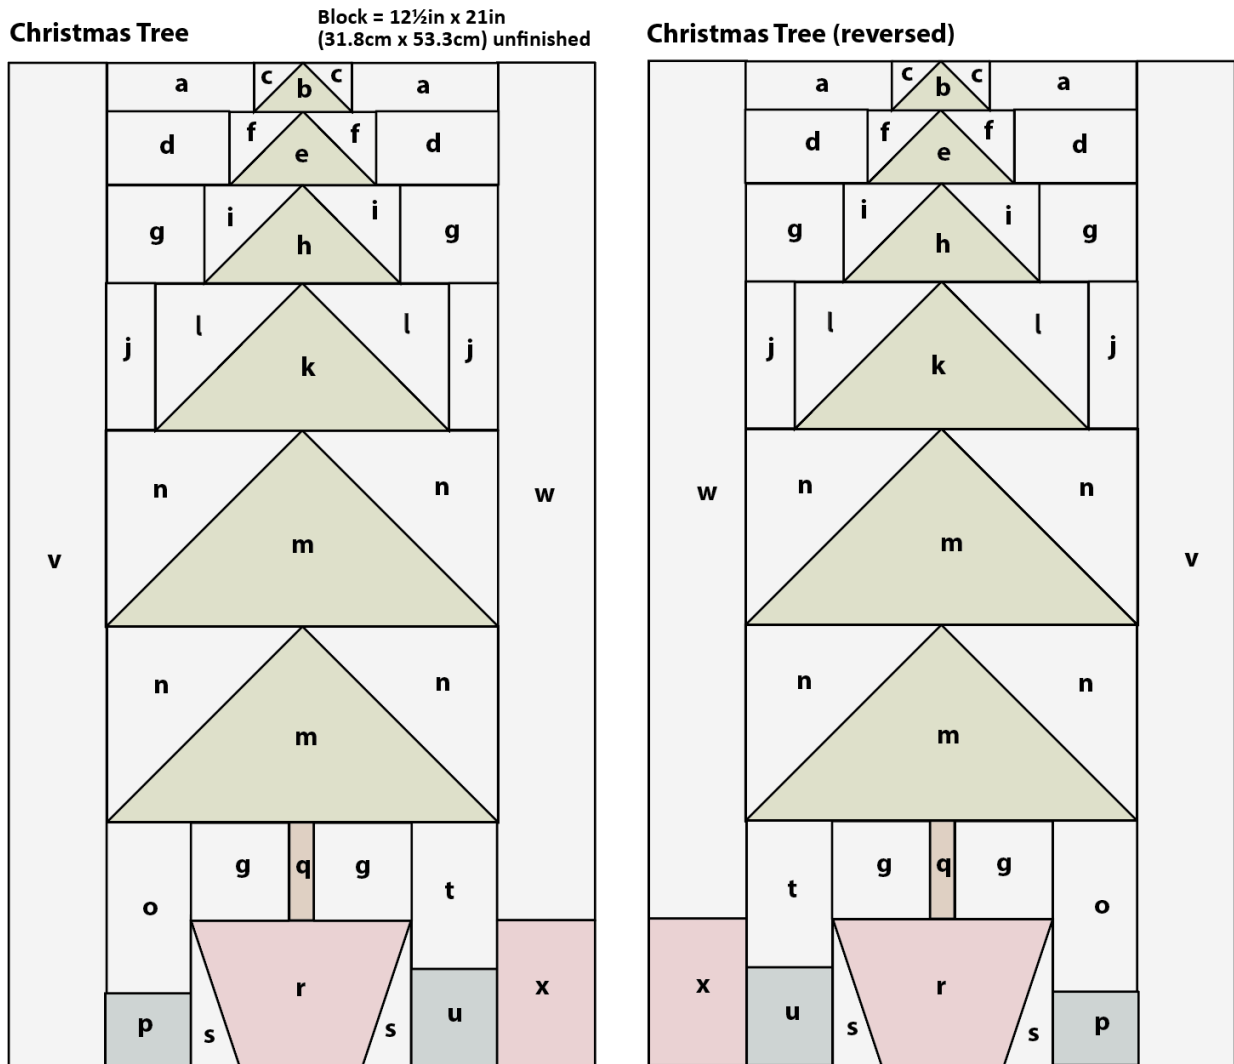 Christmas Tree
Block = 12½in x 21in
(31.8cm x 53.3cm) unfinished
a c b c a
d f e f d
g i h i g
j l k l j
n m n
v w
n m n
o g q g t
p s r s u x
Christmas Tree (reversed)
a c b c a
d f e f d
g i h i g
j l k l j
n m n
w v
n m n
t g q g o
x u s r s p